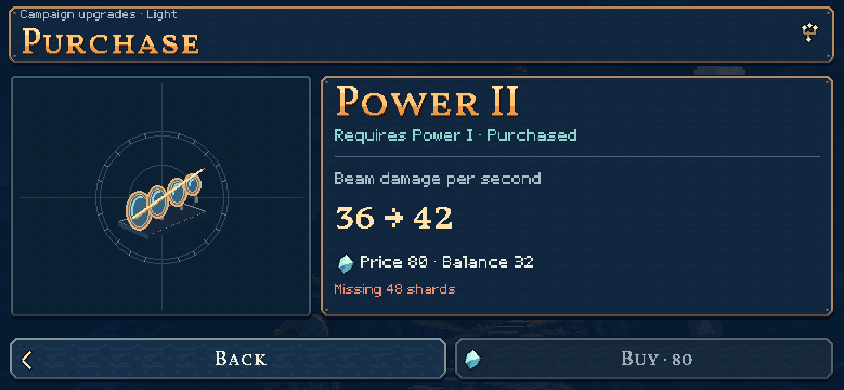 Campaign upgrades · Light
Purchase
Power II
Requires Power I · Purchased
Beam damage per second
36 → 42
Price 80 · Balance 32
Missing 48 shards
Back
Buy · 80